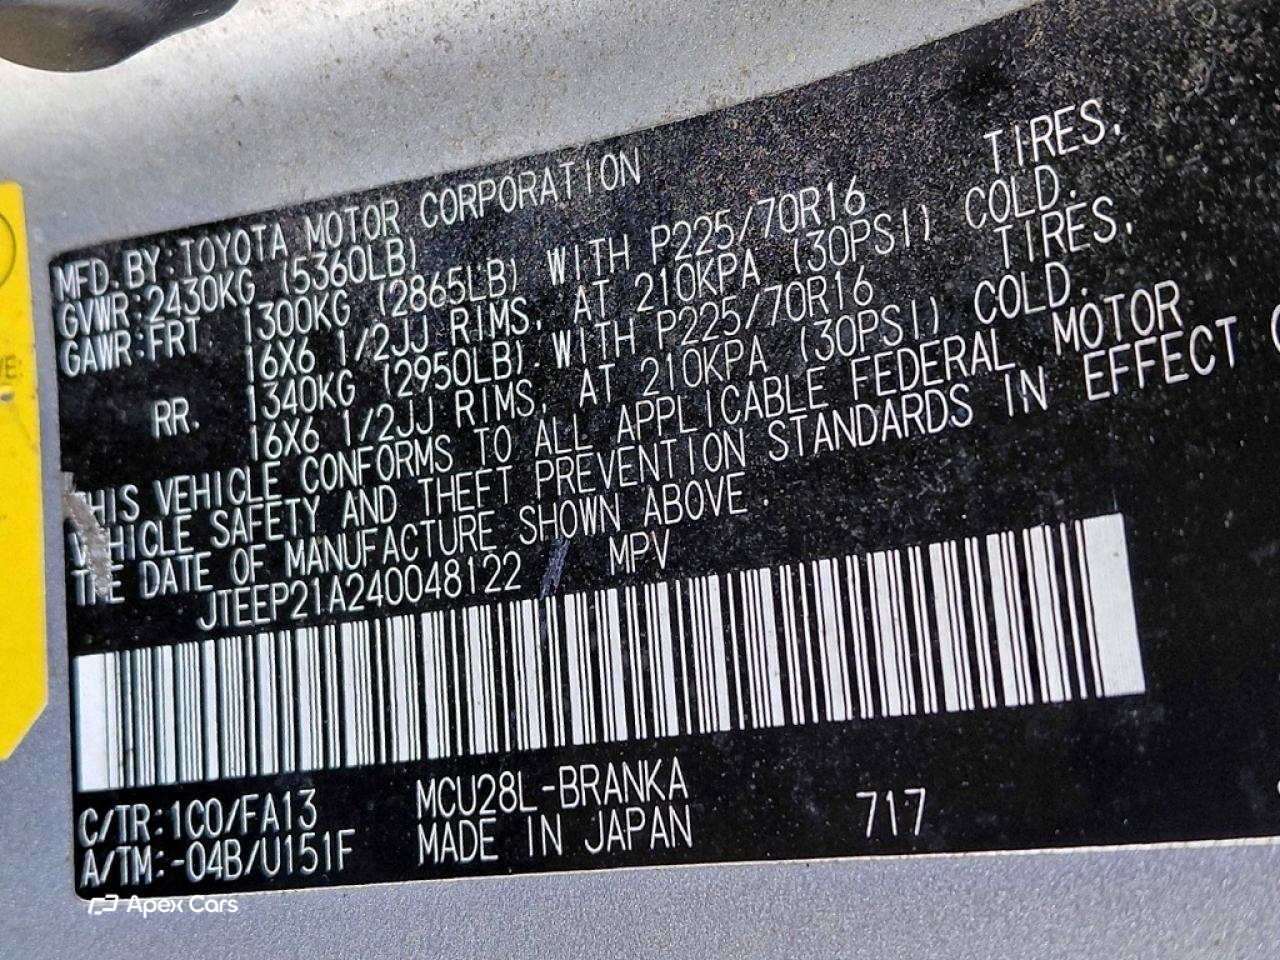 MFD.BY:TOYOTA MOTOR CORPORATION
GVWR:2430KG (5360LB)
GAWR:FRT 1300KG (2865LB) WITH P225/70R16 TIRES,
16X6 1/2JJ RIMS, AT 210KPA (30PSI) COLD.
RR. 1340KG (2950LB) WITH P225/70R16 TIRES,
16X6 1/2JJ RIMS, AT 210KPA (30PSI) COLD.
THIS VEHICLE CONFORMS TO ALL APPLICABLE FEDERAL MOTOR
VEHICLE SAFETY AND THEFT PREVENTION STANDARDS IN EFFECT
THE DATE OF MANUFACTURE SHOWN ABOVE.
JTEEP21A240048122 MPV
C/TR:1C0/FA13 MCU28L-BRANKA 717
A/TM:-04B/U151F MADE IN JAPAN
Apex Cars